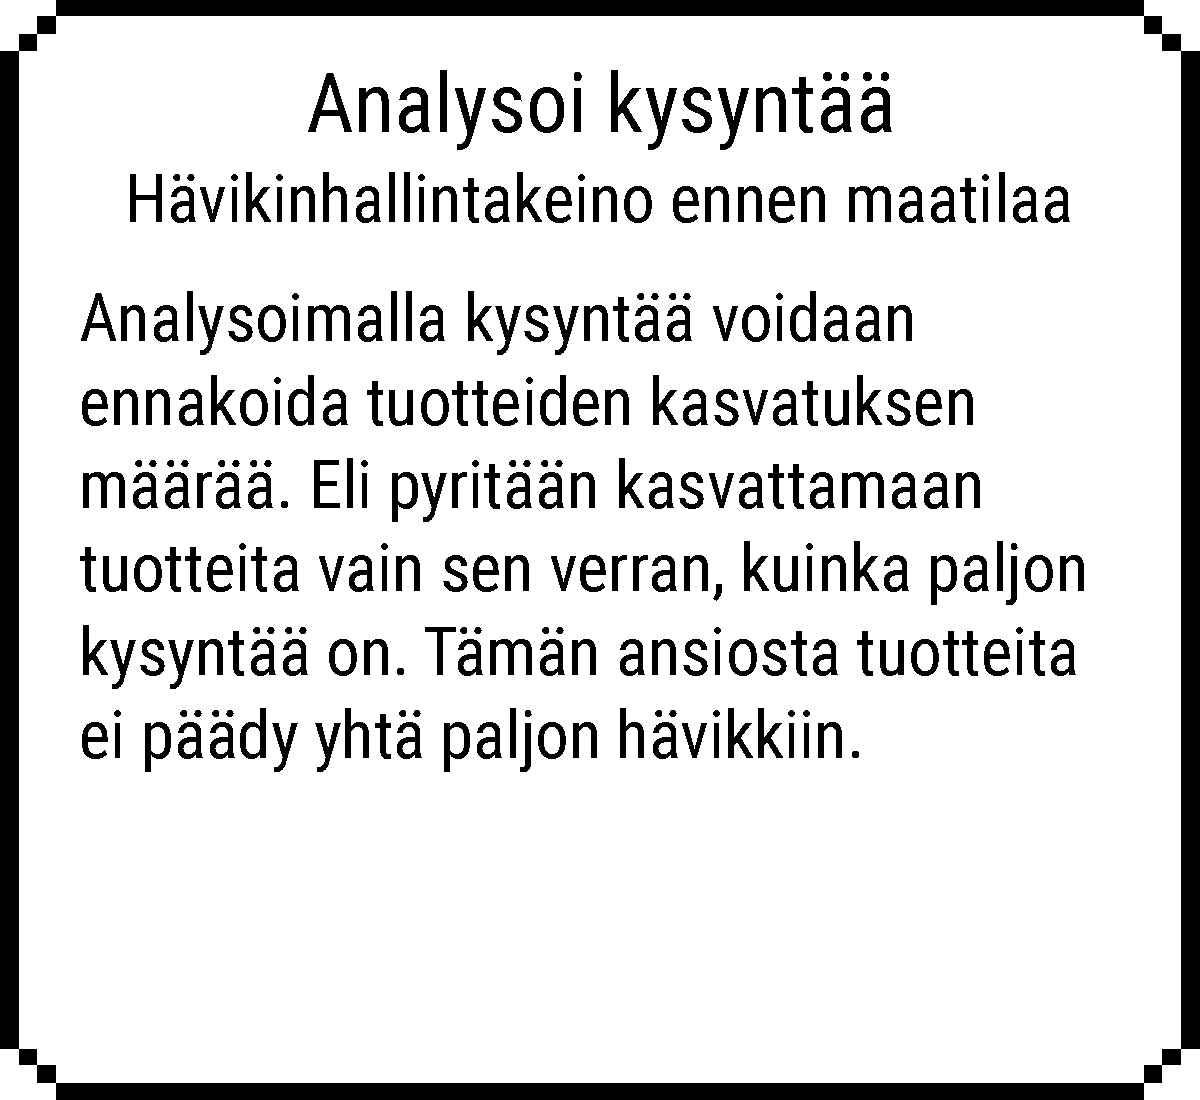 Analysoi kysyntää
Hävikinhallintakeino ennen maatilaa
Analysoimalla kysyntää voidaan
ennakoida tuotteiden kasvatuksen
määrää. Eli pyritään kasvattamaan
tuotteita vain sen verran, kuinka paljon
kysyntää on. Tämän ansiosta tuotteita
ei päädy yhtä paljon hävikkiin.